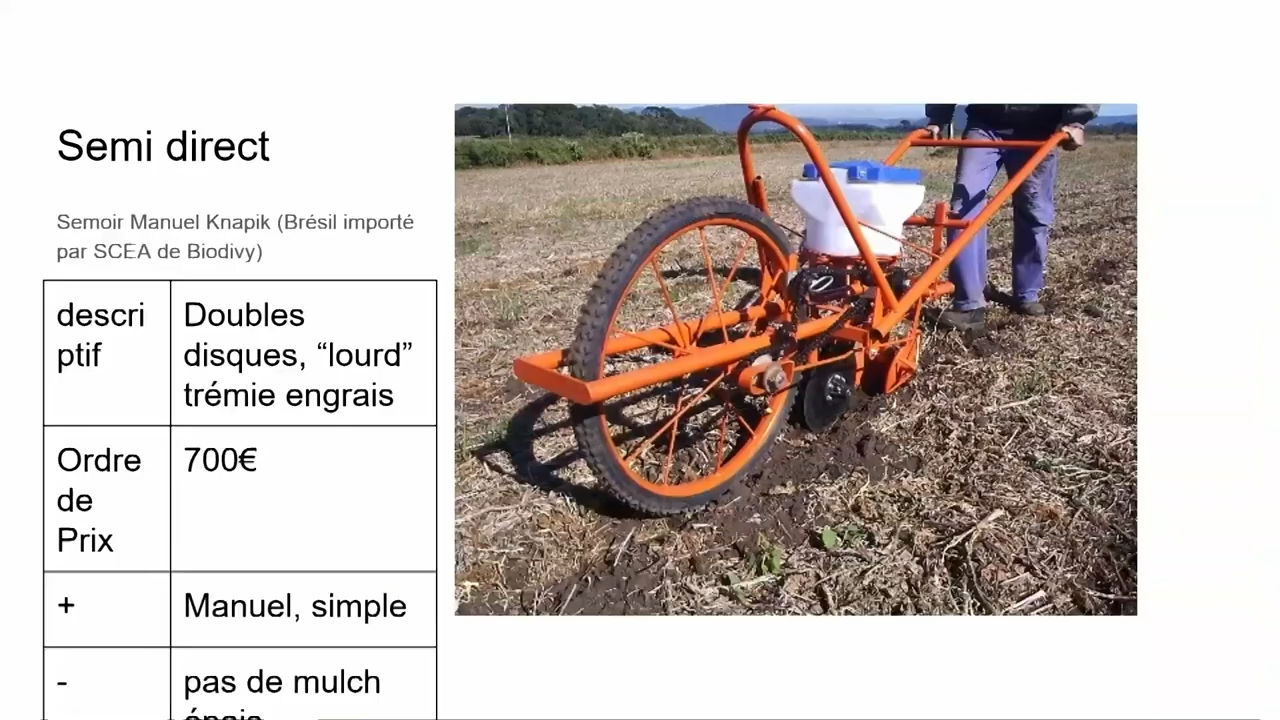 Semi direct
Semoir Manuel Knapik (Brésil importé
par SCEA de Biodivy)
descri
ptif
Doubles
disques, “lourd”
trémie engrais
Ordre
de
Prix
700€
+
Manuel, simple
-
pas de mulch
épais